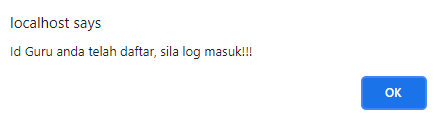 localhost says
Id Guru anda telah daftar, sila log masuk!!!
OK